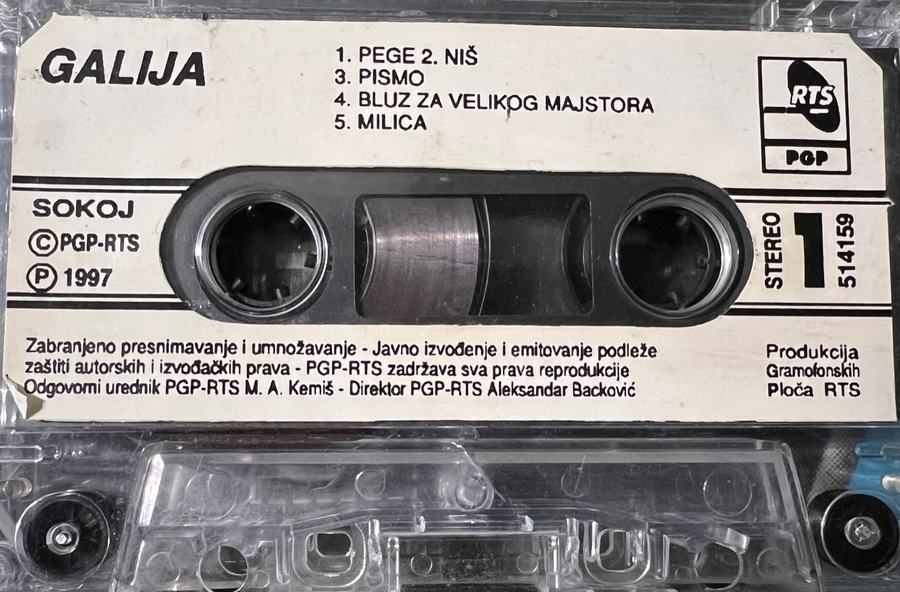 GALIJA
1. PEGE 2. NIŠ
3. PISMO
4. BLUZ ZA VELIKOG MAJSTORA
5. MILICA
RTS
PGP
SOKOJ
Ⓒ PGP-RTS
Ⓟ 1997
STEREO
1
514159
Zabranjeno presnimavanje i umnožavanje - Javno izvođenje i emitovanje podleže
zaštiti autorskih i izvođačkih prava - PGP-RTS zadržava sva prava reprodukcije
Odgovorni urednik PGP-RTS M. A. Kemiš - Direktor PGP-RTS Aleksandar Backović
Produkcija
Gramofonskih
Ploča RTS